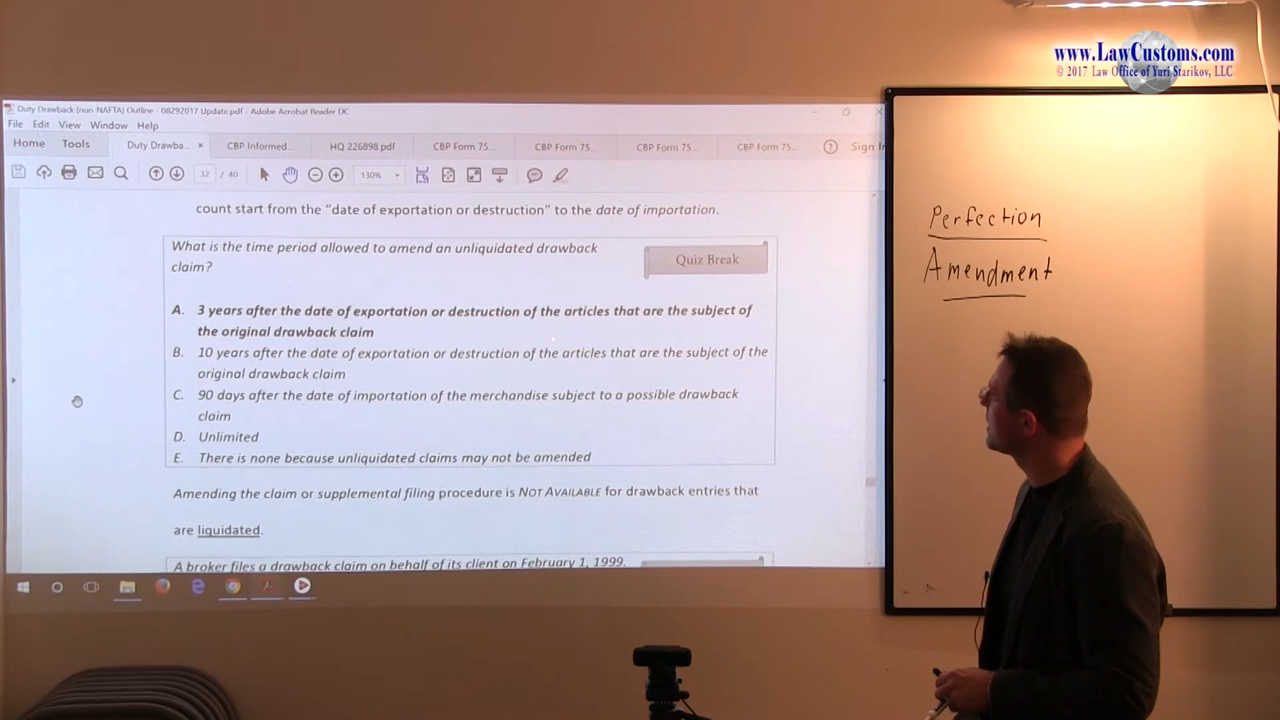 www.LawCustoms.com
© 2017 Law Office of Yuri Starikov, LLC
Duty Drawback (non-NAFTA) Outline - 08292017 Update.pdf - Adobe Acrobat Reader DC
File Edit View Window Help
Home Tools Duty Drawba... × CBP Informed... HQ 226898.pdf CBP Form 75... CBP Form 75... CBP Form 75... CBP Form 75... Sign In
32 / 40 130%
count start from the “date of exportation or destruction” to the date of importation.
What is the time period allowed to amend an unliquidated drawback
claim?
Quiz Break
A. 3 years after the date of exportation or destruction of the articles that are the subject of
the original drawback claim
B. 10 years after the date of exportation or destruction of the articles that are the subject of the
original drawback claim
C. 90 days after the date of importation of the merchandise subject to a possible drawback
claim
D. Unlimited
E. There is none because unliquidated claims may not be amended
Amending the claim or supplemental filing procedure is NOT AVAILABLE for drawback entries that
are liquidated.
A broker files a drawback claim on behalf of its client on February 1, 1999.
Perfection
Amendment